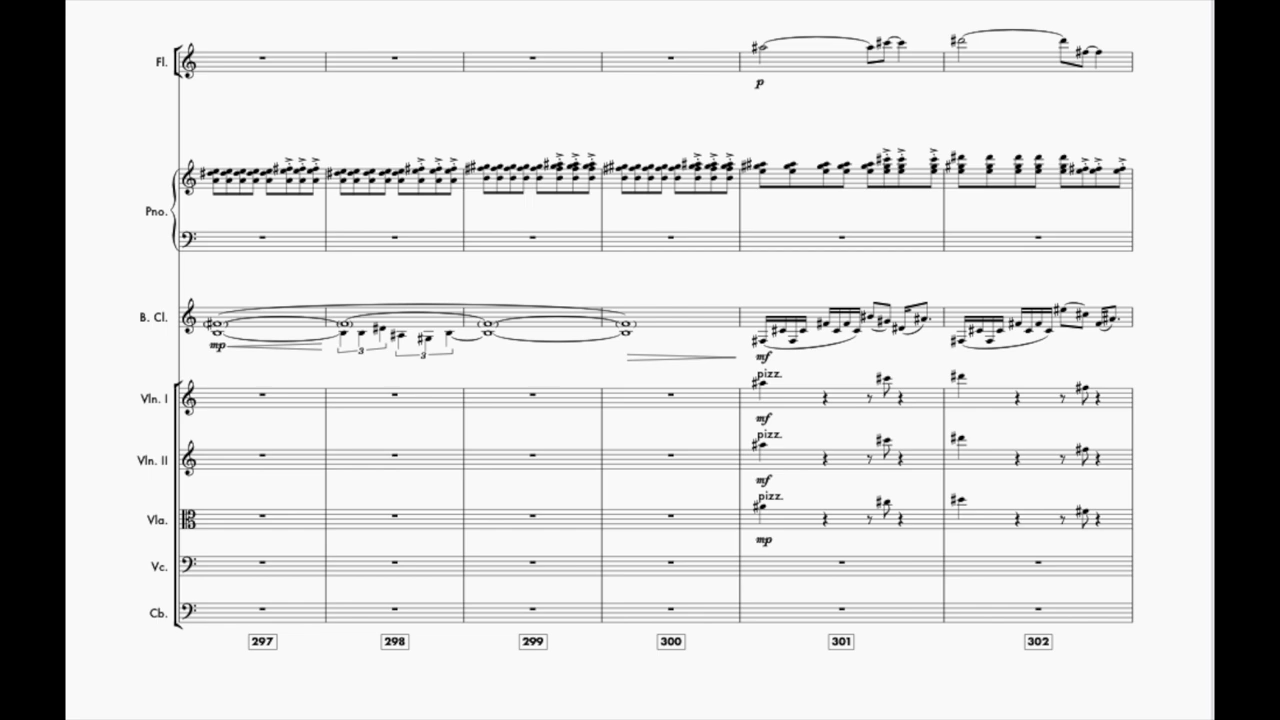 Fl.
p
Pno.
B. Cl.
mp
3
3
mf
pizz.
Vln. I
mf
pizz.
Vln. II
mf
pizz.
Vla.
mp
Vc.
Cb.
297 298 299 300 301 302